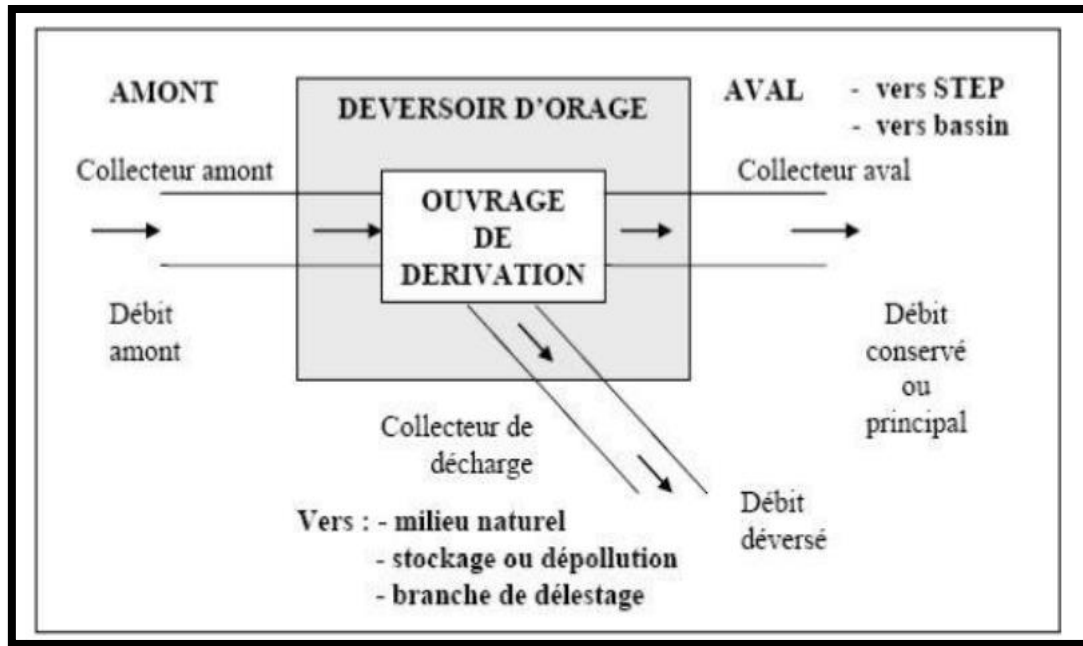 AMONT
DEVERSOIR D'ORAGE
AVAL - vers STEP
- vers bassin
Collecteur amont
Collecteur aval
OUVRAGE
DE
DERIVATION
Débit
amont
Débit
conservé
ou
principal
Collecteur de
décharge
Débit
déversé
Vers : - milieu naturel
- stockage ou dépollution
- branche de délestage